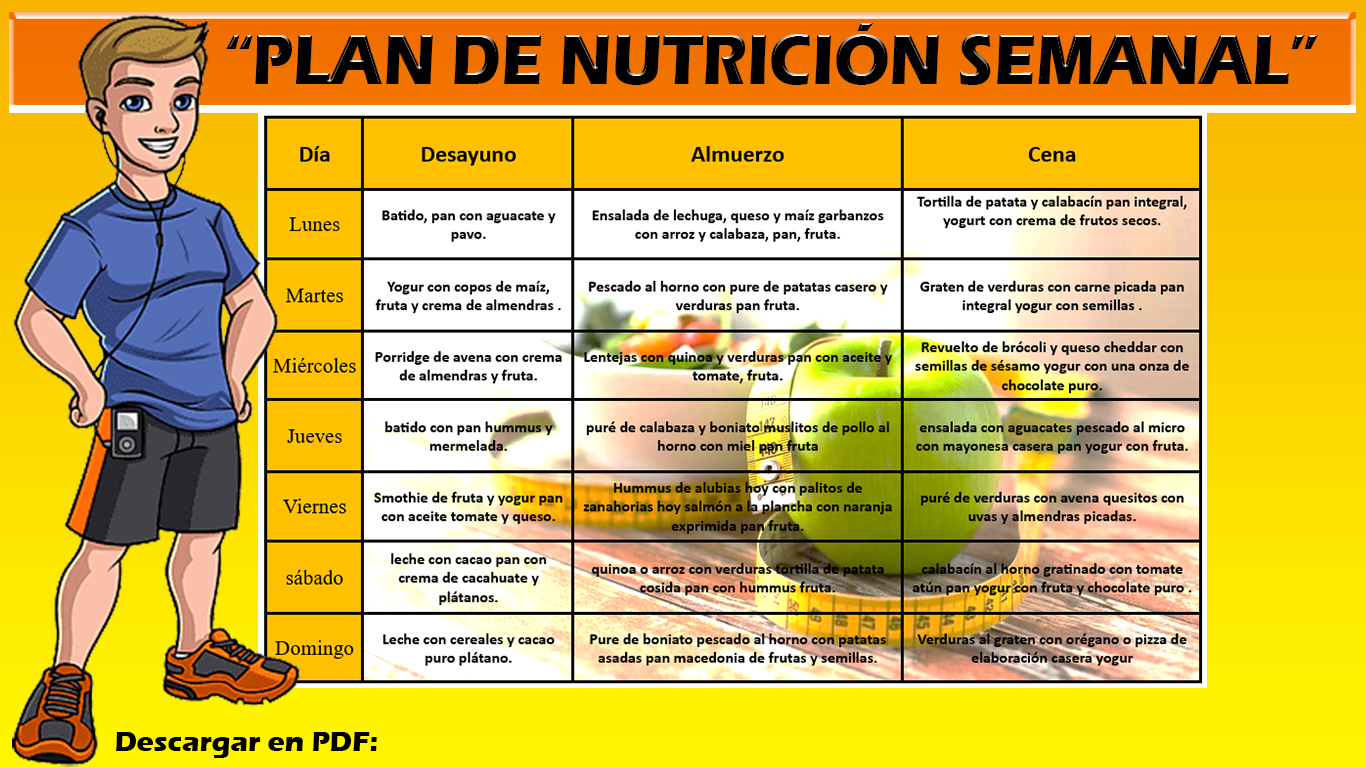 “PLAN DE NUTRICIÓN SEMANAL”
Día
Desayuno
Almuerzo
Cena
Lunes
Batido, pan con aguacate y
pavo.
Ensalada de lechuga, queso y maíz garbanzos
con arroz y calabaza, pan, fruta.
Tortilla de patata y calabacín pan integral,
yogurt con crema de frutos secos.
Martes
Yogur con copos de maíz,
fruta y crema de almendras .
Pescado al horno con pure de patatas casero y
verduras pan fruta.
Graten de verduras con carne picada pan
integral yogur con semillas .
Miércoles
Porridge de avena con crema
de almendras y fruta.
Lentejas con quinoa y verduras pan con aceite y
tomate, fruta.
Revuelto de brócoli y queso cheddar con
semillas de sésamo yogur con una onza de
chocolate puro.
Jueves
batido con pan hummus y
mermelada.
puré de calabaza y boniato muslitos de pollo al
horno con miel pan fruta
ensalada con aguacates pescado al micro
con mayonesa casera pan yogur con fruta.
Viernes
Smothie de fruta y yogur pan
con aceite tomate y queso.
Hummus de alubias hoy con palitos de
zanahorias hoy salmón a la plancha con naranja
exprimida pan fruta.
puré de verduras con avena quesitos con
uvas y almendras picadas.
sábado
leche con cacao pan con
crema de cacahuate y
plátanos.
quinoa o arroz con verduras tortilla de patata
cosida pan con hummus fruta.
calabacín al horno gratinado con tomate
atún pan yogur con fruta y chocolate puro .
Domingo
Leche con cereales y cacao
puro plátano.
Pure de boniato pescado al horno con patatas
asadas pan macedonia de frutas y semillas.
Verduras al graten con orégano o pizza de
elaboración casera yogur
Descargar en PDF: